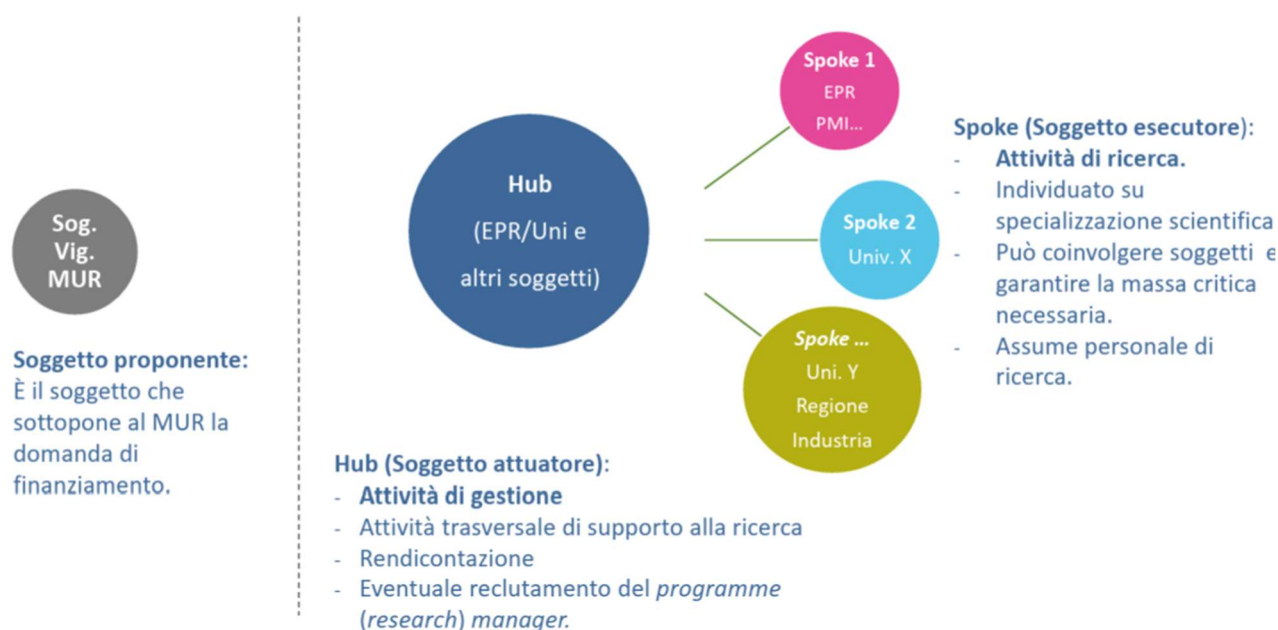 Sog.
Vig.
MUR
Soggetto proponente:
È il soggetto che
sottopone al MUR la
domanda di
finanziamento.
Hub
(EPR/Uni e
altri soggetti)
Hub (Soggetto attuatore):
- Attività di gestione
- Attività trasversale di supporto alla ricerca
- Rendicontazione
- Eventuale reclutamento del programme
(research) manager.
Spoke 1
EPR
PMI...
Spoke 2
Univ. X
Spoke ...
Uni. Y
Regione
Industria
Spoke (Soggetto esecutore):
- Attività di ricerca.
- Individuato su
specializzazione scientifica
- Può coinvolgere soggetti e
garantire la massa critica
necessaria.
- Assume personale di
ricerca.